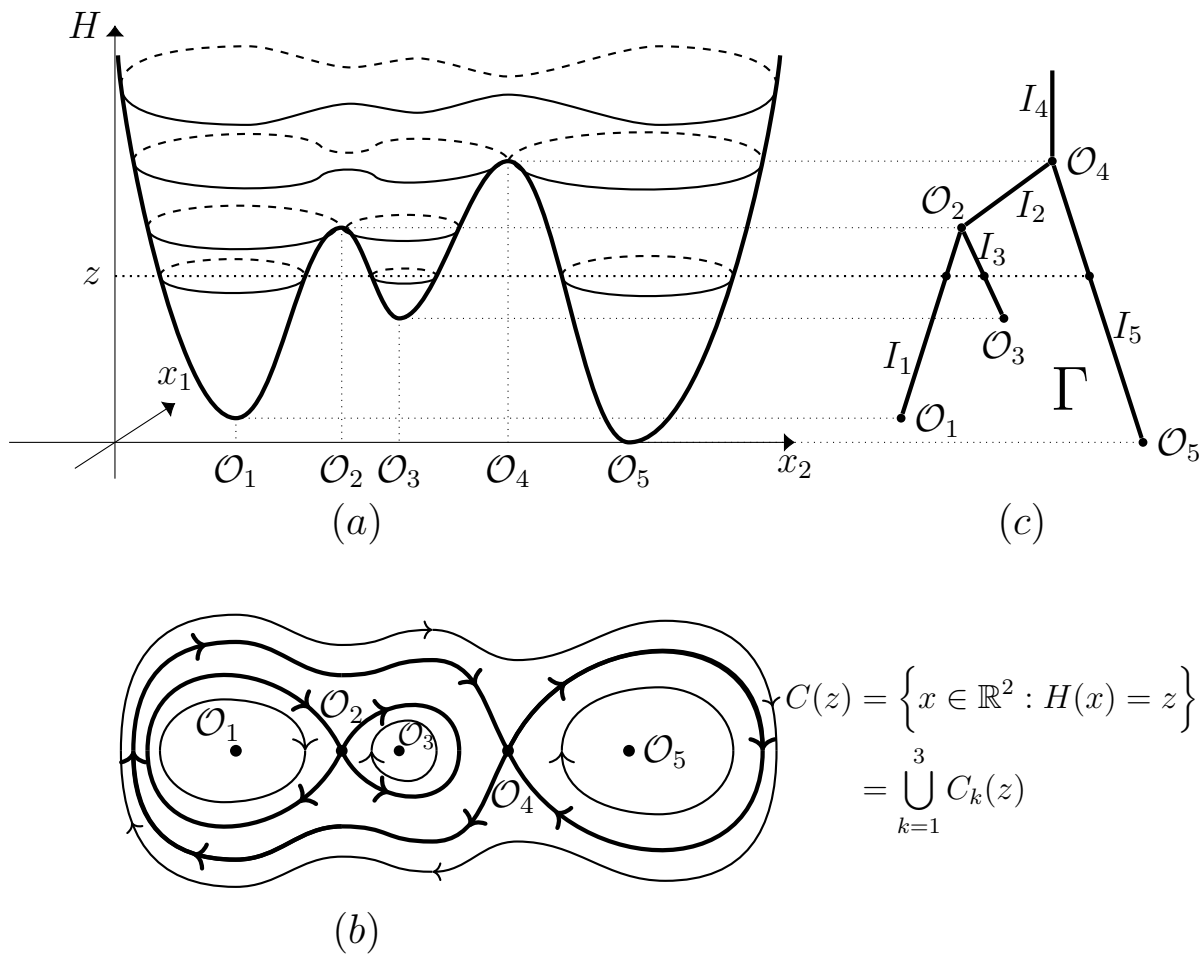 H
z
x₁
𝒪₁ 𝒪₂ 𝒪₃ 𝒪₄ 𝒪₅ x₂
(a)
I₄
𝒪₄
𝒪₂
I₂
I₃
𝒪₃
I₅
I₁
Γ
𝒪₁
𝒪₅
(c)
𝒪₂
𝒪₁ 𝒪₃ 𝒪₅
𝒪₄
(b)
C(z) = {x ∈ ℝ² : H(x) = z}
= ⋃_{k=1}^{3} C_k(z)